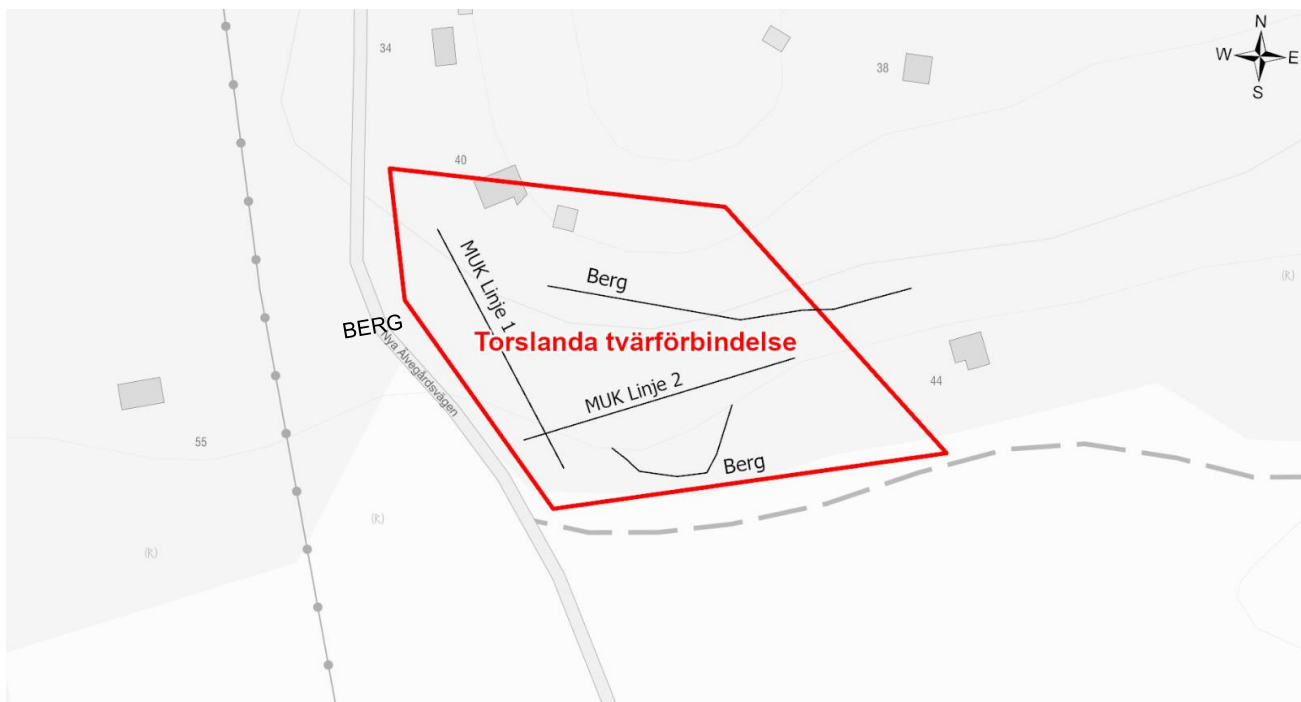 N
W E
S
34
38
40
MUK Linje 1
Berg
BERG
Nya Älvegårdsvägen
Torslanda tvärförbindelse
MUK Linje 2
44
55
Berg
(R)
(R)
(R)